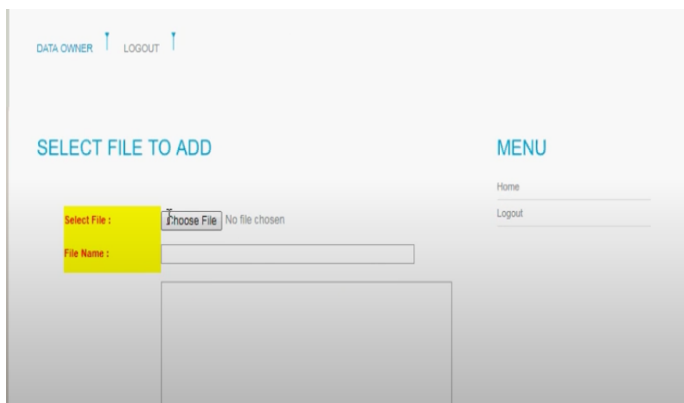 DATA OWNER LOGOUT
SELECT FILE TO ADD
MENU
Home
Logout
Select File : Choose File No file chosen
File Name :